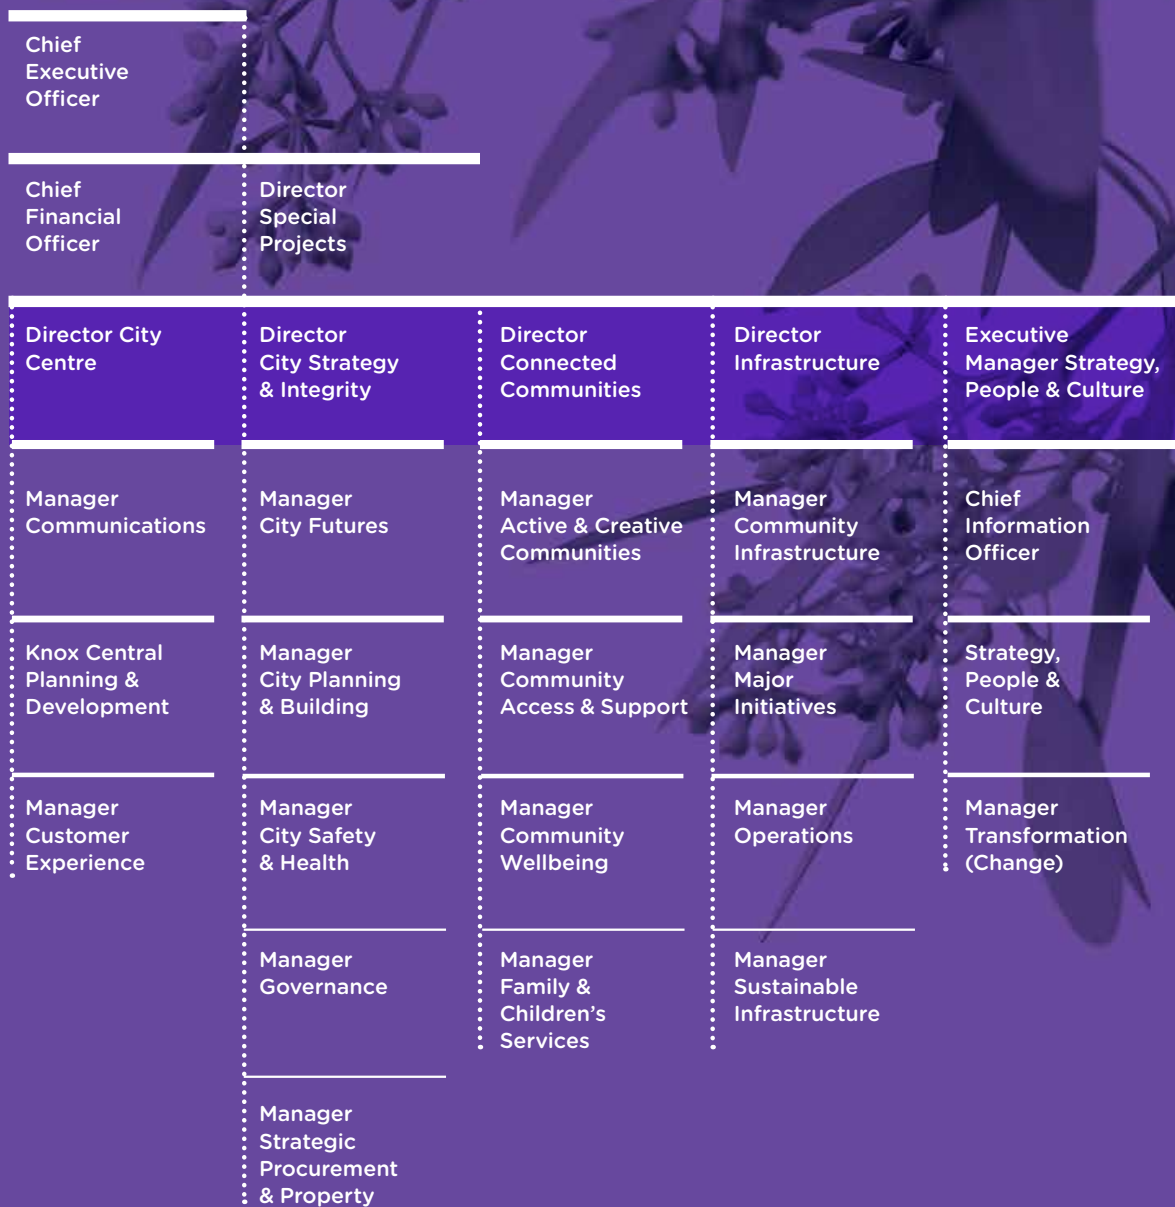 Chief
Executive
Officer
Chief
Financial
Officer
Director
Special
Projects
Director City
Centre
Director
City Strategy
& Integrity
Director
Connected
Communities
Director
Infrastructure
Executive
Manager Strategy,
People & Culture
Manager
Communications
Manager
City Futures
Manager
Active & Creative
Communities
Manager
Community
Infrastructure
Chief
Information
Officer
Knox Central
Planning &
Development
Manager
City Planning
& Building
Manager
Community
Access & Support
Manager
Major
Initiatives
Strategy,
People &
Culture
Manager
Customer
Experience
Manager
City Safety
& Health
Manager
Community
Wellbeing
Manager
Operations
Manager
Transformation
(Change)
Manager
Governance
Manager
Family &
Children’s
Services
Manager
Sustainable
Infrastructure
Manager
Strategic
Procurement
& Property